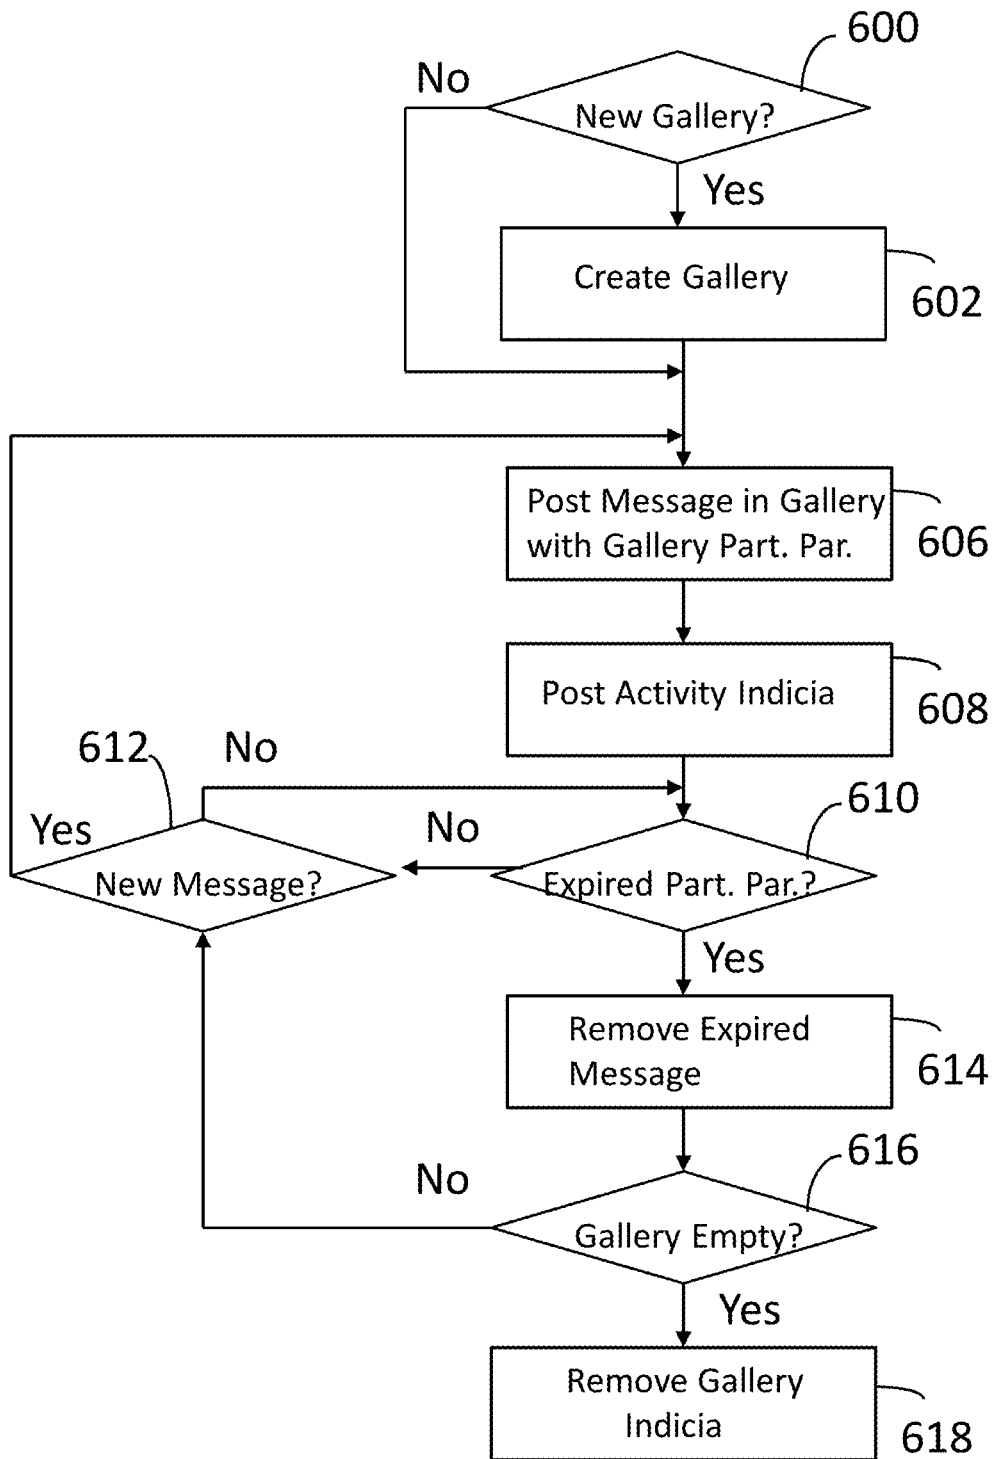 600
No
New Gallery?
Yes
Create Gallery
602
Post Message in Gallery
with Gallery Part. Par.
606
Post Activity Indicia
608
612
No
610
Yes
No
New Message?
Expired Part. Par.?
Yes
Remove Expired
Message
614
616
No
Gallery Empty?
Yes
Remove Gallery
Indicia
618